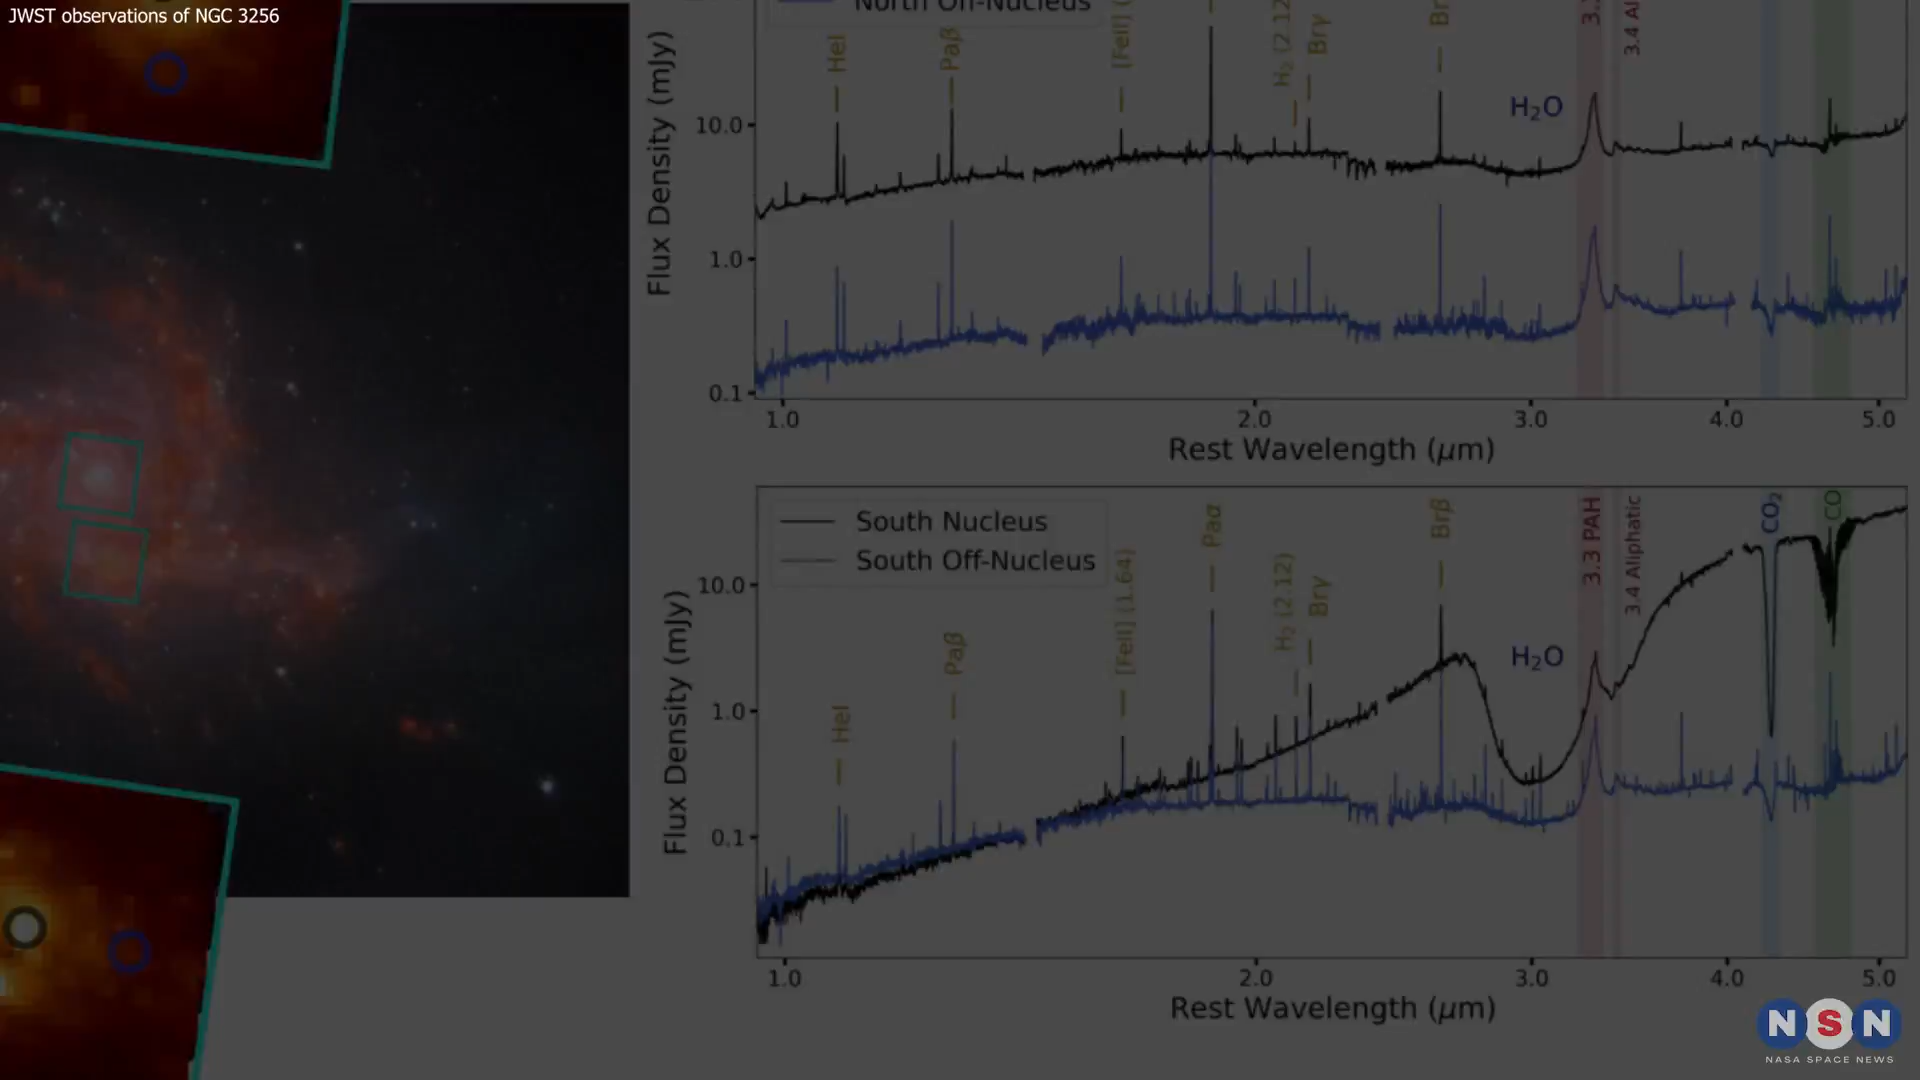 JWST observations of NGC 3256
North Off-Nucleus
HeI
Paβ
[FeII] (
H₂ (2.12
Brγ
Br
H₂O
3.
3.4 Al
Flux Density (mJy)
10.0
1.0
0.1
1.0 2.0 3.0 4.0 5.0
Rest Wavelength (μm)
South Nucleus
South Off-Nucleus
HeI
Paβ
[FeII] (1.64)
Paα
H₂ (2.12)
Brγ
Brβ
H₂O
3.3 PAH
3.4 Aliphatic
CO₂
CO
Flux Density (mJy)
10.0
1.0
0.1
1.0 2.0 3.0 4.0 5.0
Rest Wavelength (μm)
NSN
NASA SPACE NEWS